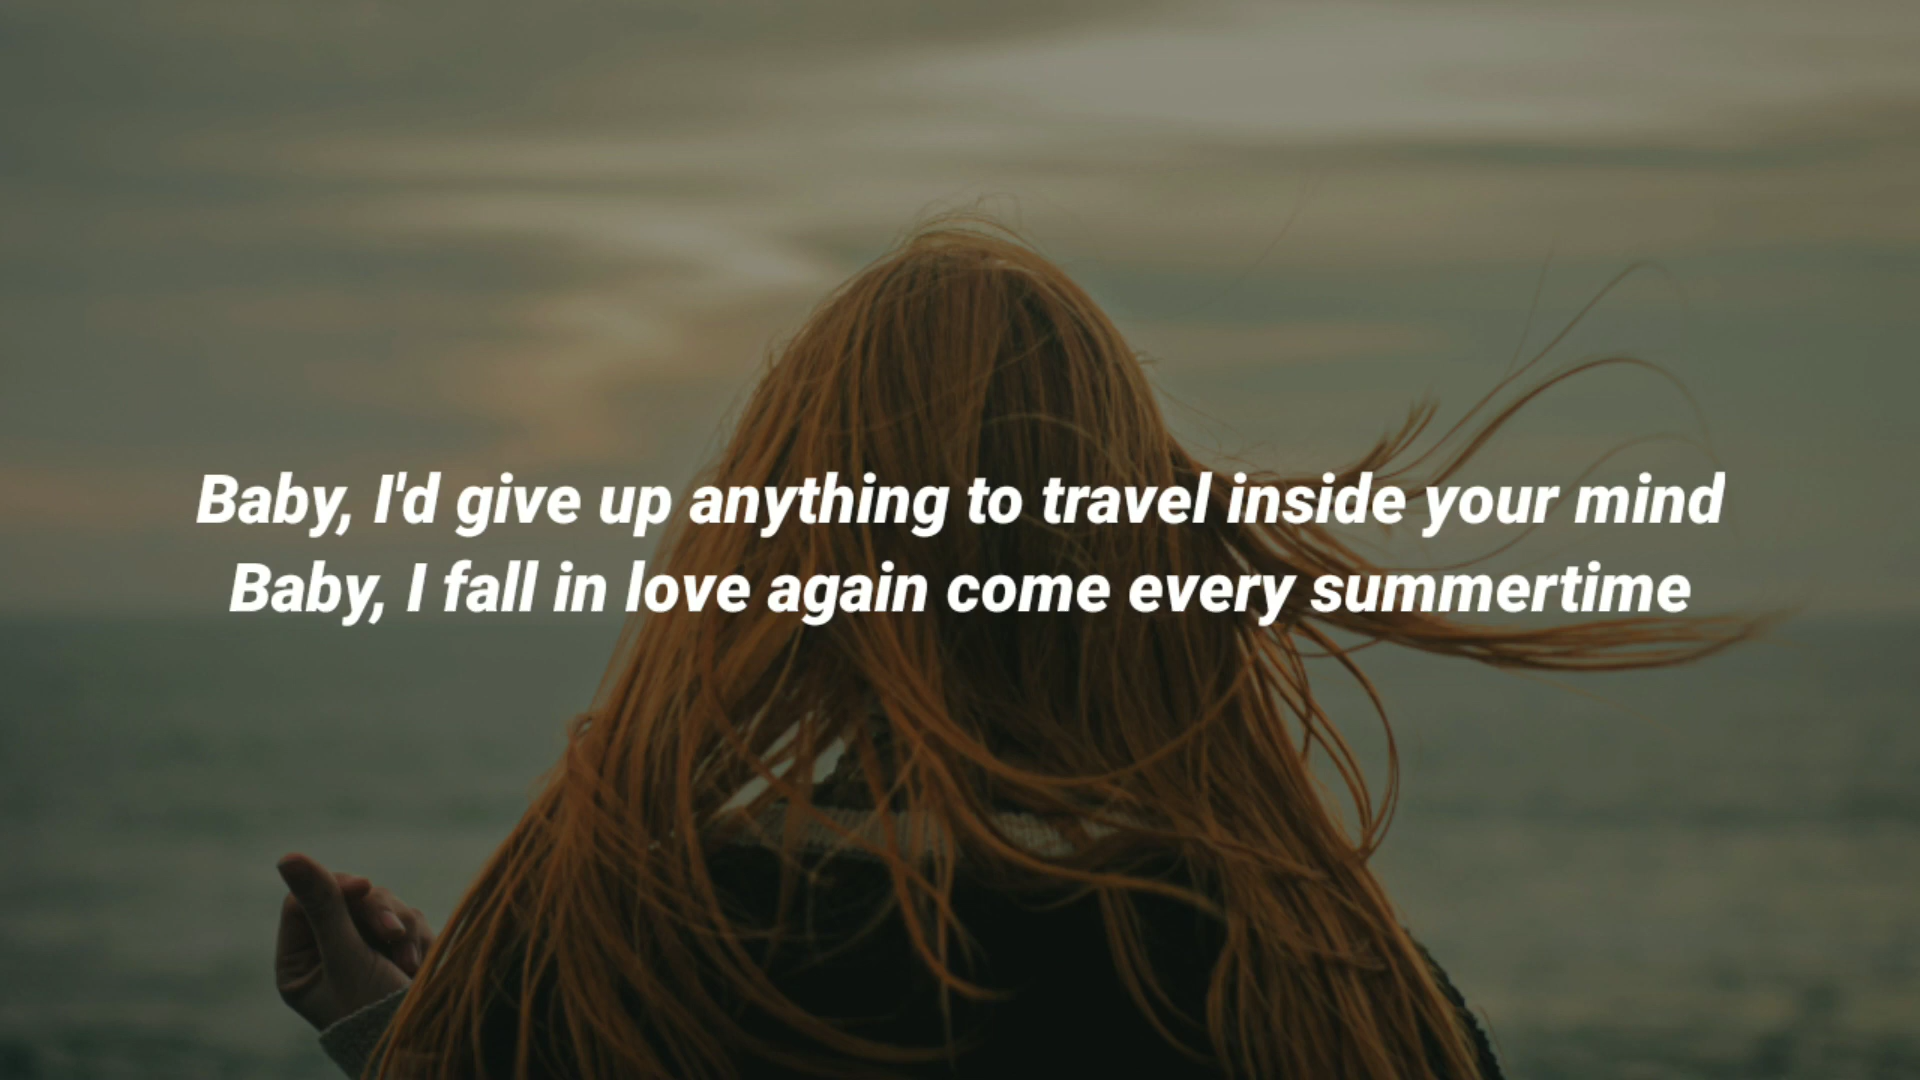 Baby, I'd give up anything to travel inside your mind
Baby, I fall in love again come every summertime